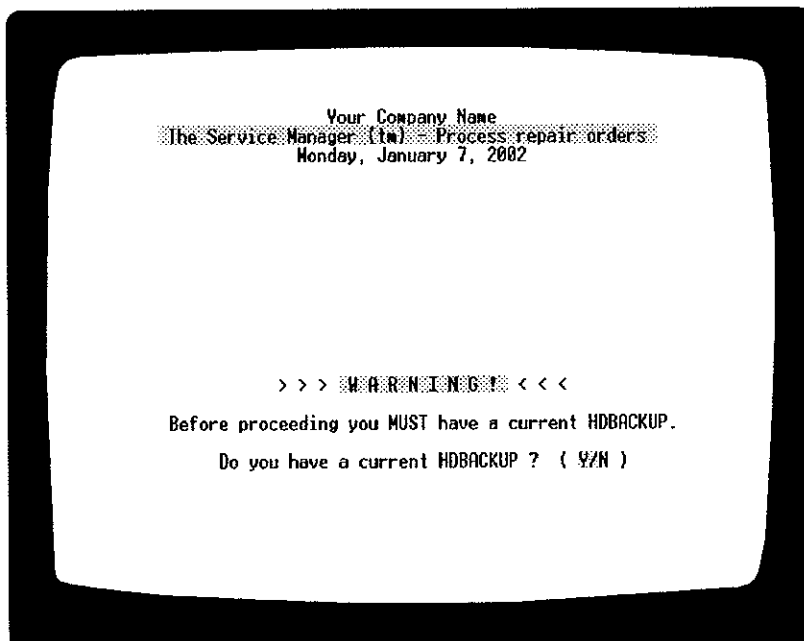 Your Company Name
The Service Manager (tm) - Process repair orders
Monday, January 7, 2002
> > > W A R N I N G ! < < <
Before proceeding you MUST have a current HDBACKUP.
Do you have a current HDBACKUP ? ( Y/N )